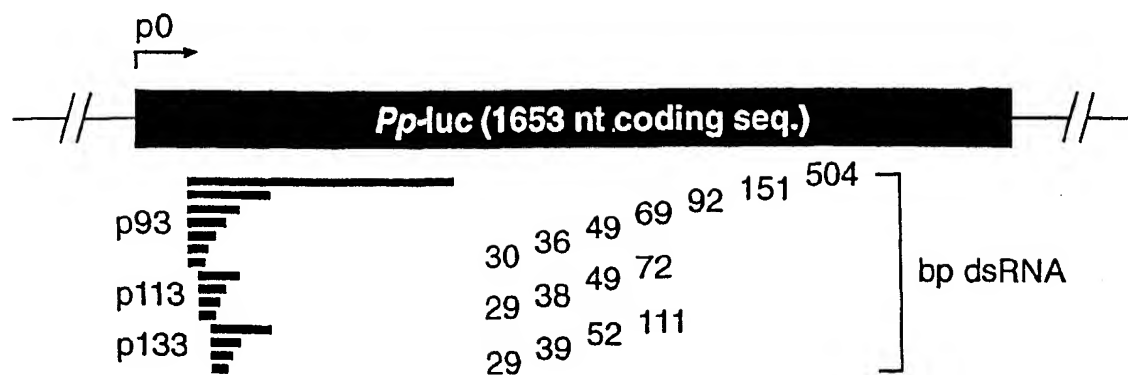 p0
Pp-luc (1653 nt coding seq.)
p93
30 36 49 69 92 151 504
p113
29 38 49 72
p133
29 39 52 111
bp dsRNA